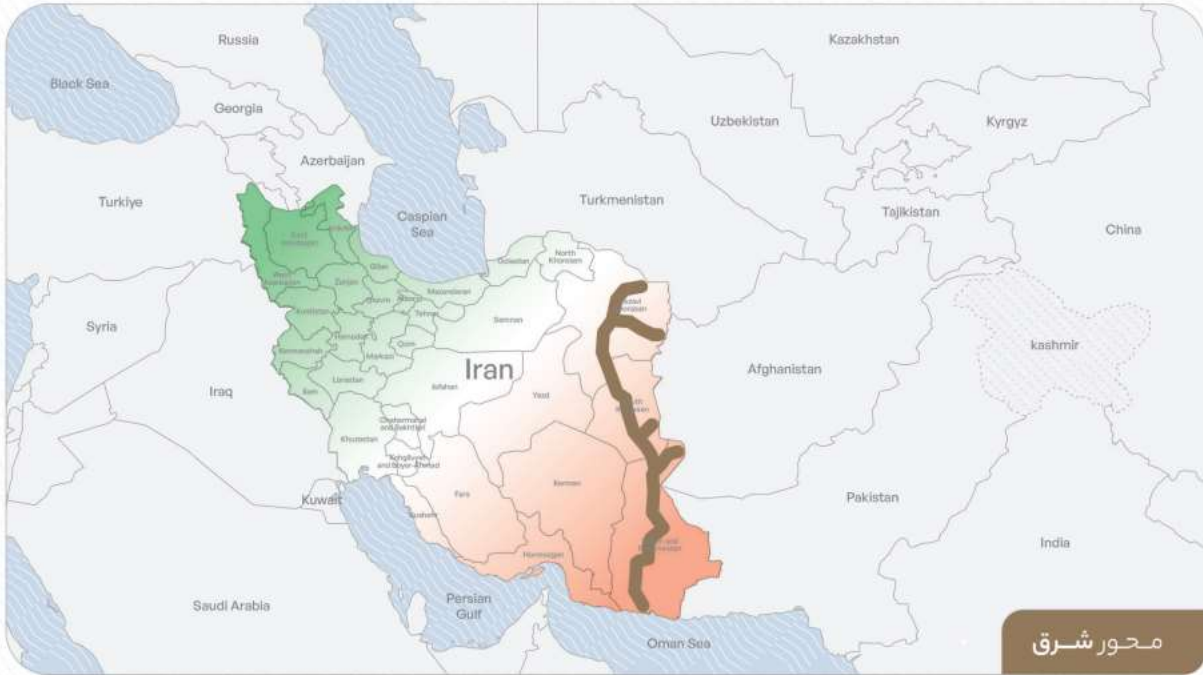 Russia
Kazakhstan
Black Sea
Georgia
Uzbekistan
Kyrgyz
Azerbaijan
Turkiye
Turkmenistan
Tajikistan
Caspian
Sea
China
North
Khorasan
Golestan
Gilan
Zanjan
Mazandaran
Tehran
Semnan
Syria
kashmir
Hamadan
Qom
Markazi
Iran
Afghanistan
Iraq
Lorestan
Ilam
Isfahan
Yazd
Chaharmahal
and Bakhtiari
Khuzestan
Kohgiluyeh
and Boyer-Ahmad
Kerman
Fars
Kuwait
Pakistan
Bushehr
India
Hormozgan
Saudi Arabia
Persian
Gulf
Oman Sea
محور شرق